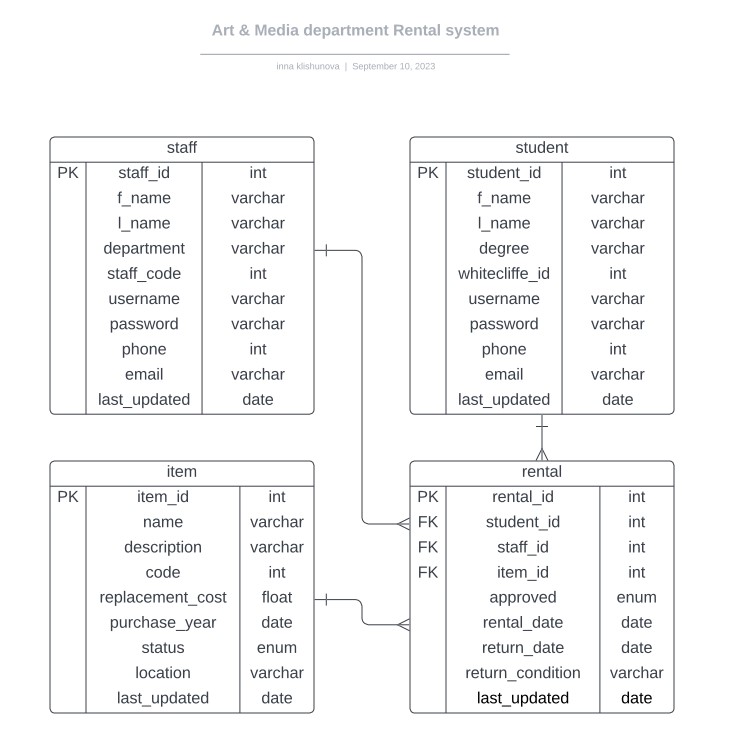 Art & Media department Rental system
inna klishunova | September 10, 2023
staff
PK staff_id int
f_name varchar
l_name varchar
department varchar
staff_code int
username varchar
password varchar
phone int
email varchar
last_updated date
student
PK student_id int
f_name varchar
l_name varchar
degree varchar
whitecliffe_id int
username varchar
password varchar
phone int
email varchar
last_updated date
item
PK item_id int
name varchar
description varchar
code int
replacement_cost float
purchase_year date
status enum
location varchar
last_updated date
rental
PK rental_id int
FK student_id int
FK staff_id int
FK item_id int
approved enum
rental_date date
return_date date
return_condition varchar
last_updated date